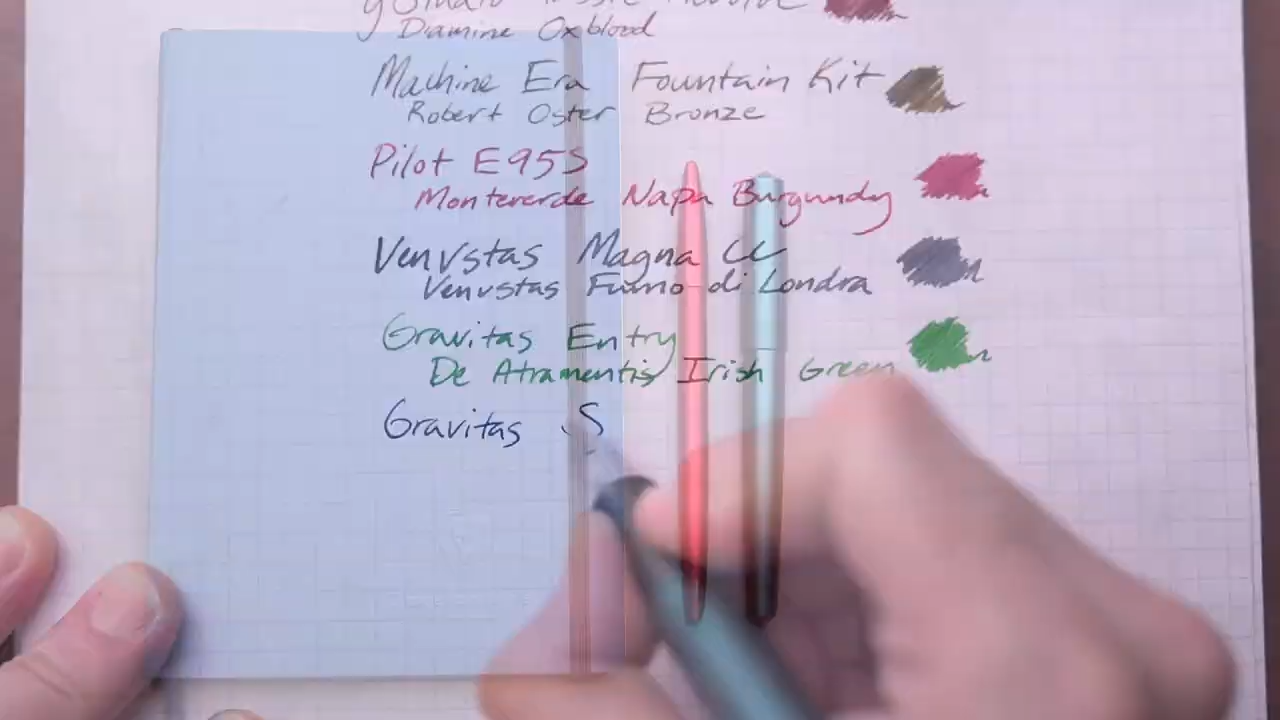 Diamine Oxblood
Machine Era Fountain Kit
Robert Oster Bronze
Pilot E95S
Monteverde Napa Burgundy
Venvstas Magna CC
Venvstas Fumo di Londra
Gravitas Entry
De Atramentis Irish Green
Gravitas S